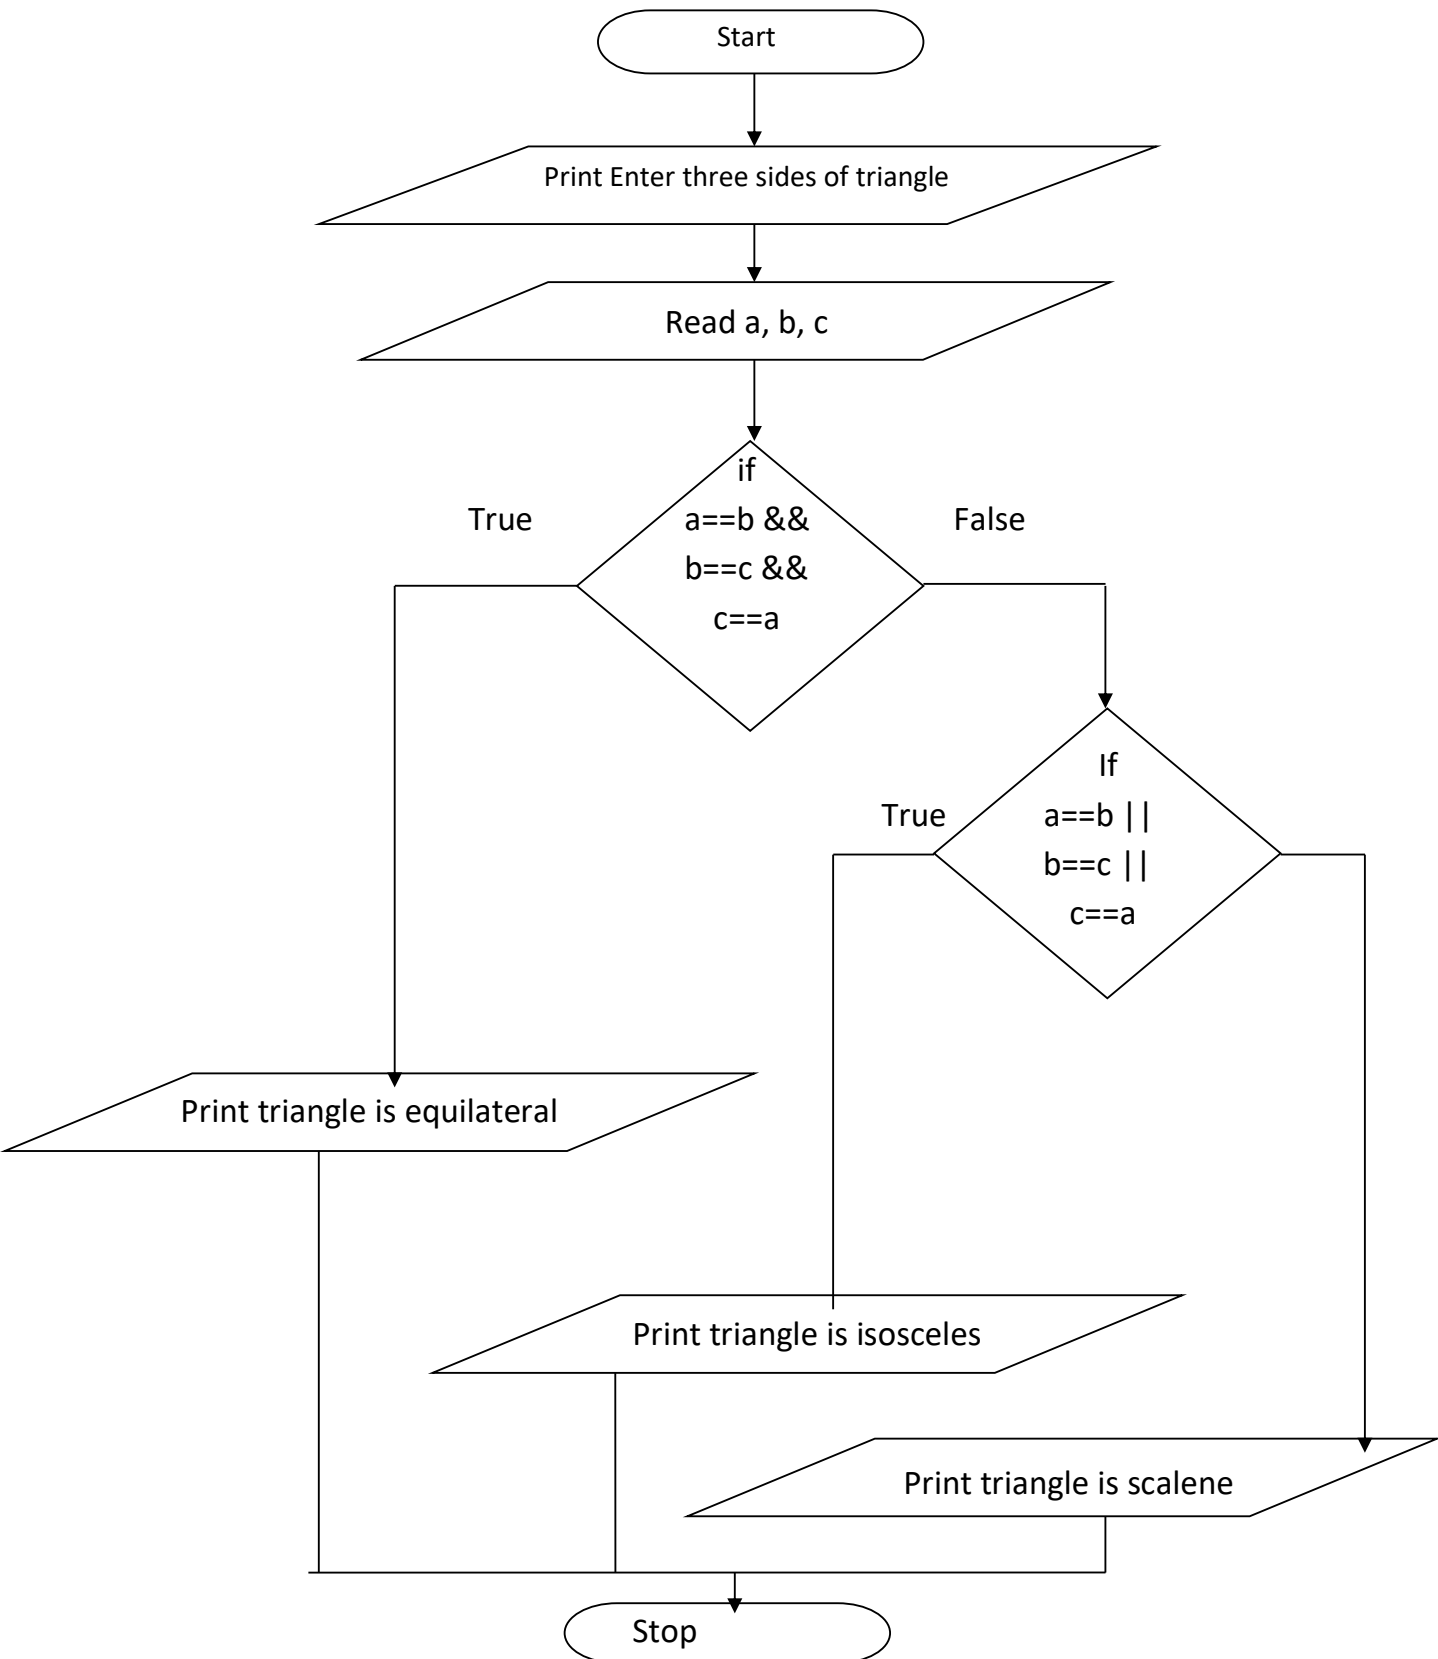 Start
Print Enter three sides of triangle
Read a, b, c
if
True
a==b &&
False
b==c &&
c==a
If
True
a==b ||
b==c ||
c==a
Print triangle is equilateral
Print triangle is isosceles
Print triangle is scalene
Stop